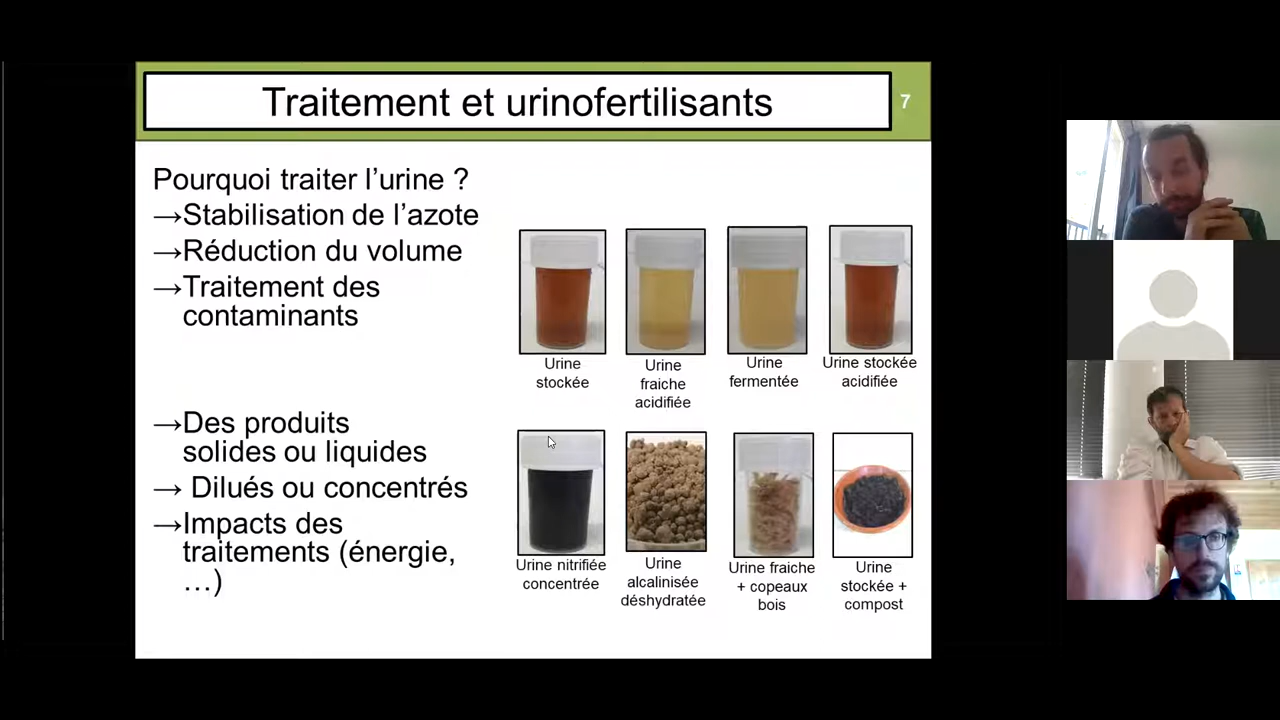 Traitement et urinofertilisants
7
Pourquoi traiter l’urine ?
→Stabilisation de l’azote
→Réduction du volume
→Traitement des
contaminants
→Des produits
solides ou liquides
→ Dilués ou concentrés
→Impacts des
traitements (énergie,
…)
Urine
stockée
Urine
fraiche
acidifiée
Urine
fermentée
Urine stockée
acidifiée
Urine nitrifiée
concentrée
Urine
alcalinisée
déshydratée
Urine fraiche
+ copeaux
bois
Urine
stockée +
compost